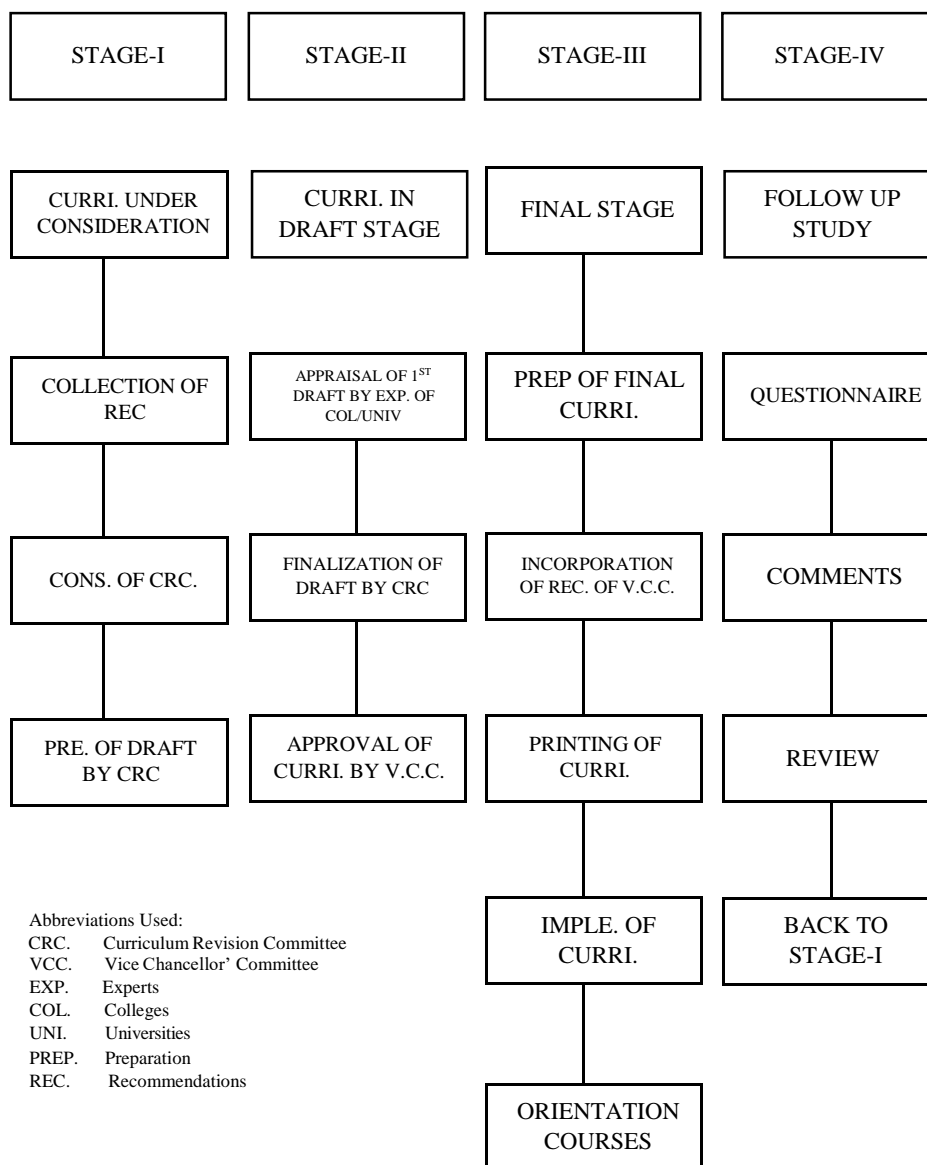 STAGE-I
STAGE-II
STAGE-III
STAGE-IV
CURRI. UNDER
CONSIDERATION
CURRI. IN
DRAFT STAGE
FINAL STAGE
FOLLOW UP
STUDY
COLLECTION OF
REC
APPRAISAL OF 1ST
DRAFT BY EXP. OF
COL/UNIV
PREP OF FINAL
CURRI.
QUESTIONNAIRE
CONS. OF CRC.
FINALIZATION OF
DRAFT BY CRC
INCORPORATION
OF REC. OF V.C.C.
COMMENTS
PRE. OF DRAFT
BY CRC
APPROVAL OF
CURRI. BY V.C.C.
PRINTING OF
CURRI.
REVIEW
IMPLE. OF
CURRI.
BACK TO
STAGE-I
ORIENTATION
COURSES
Abbreviations Used:
CRC. Curriculum Revision Committee
VCC. Vice Chancellor’ Committee
EXP. Experts
COL. Colleges
UNI. Universities
PREP. Preparation
REC. Recommendations